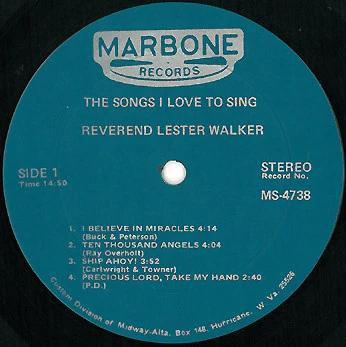 MARBONE
RECORDS
THE SONGS I LOVE TO SING
REVEREND LESTER WALKER
SIDE 1
Time 14:50
STEREO
Record No.
MS-4738
1. I BELIEVE IN MIRACLES 4:14
(Buck & Peterson)
2. TEN THOUSAND ANGELS 4:04
(Ray Overholt)
3. SHIP AHOY! 3:52
(Cartwright & Towner)
4. PRECIOUS LORD, TAKE MY HAND 2:40
(P.D.)
Custom Division of Midway-Alta, Box 148, Hurricane, W. Va. 25526